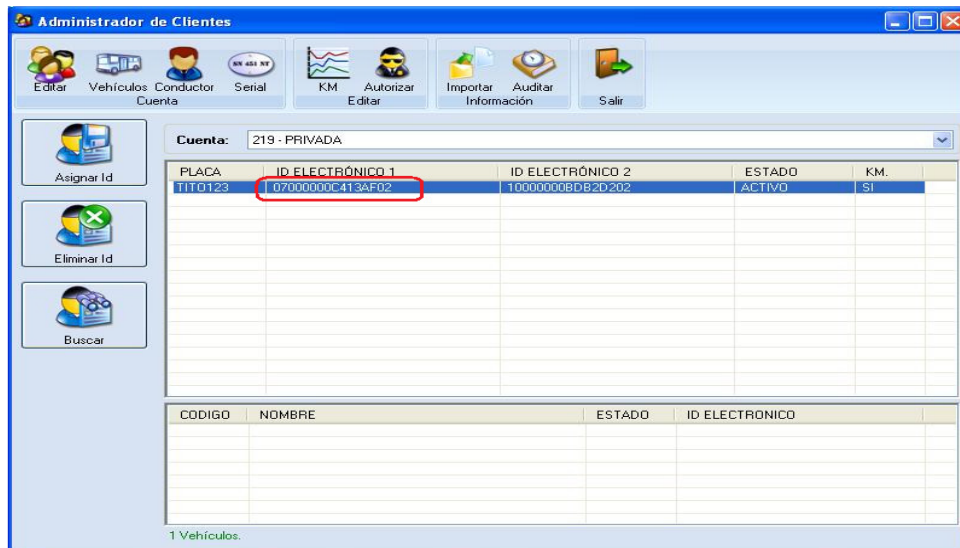 Administrador de Clientes
Editar Vehículos Conductor Serial KM Autorizar Importar Auditar Salir
KN 453 NT
Cuenta Editar Información
Asignar Id
Eliminar Id
Buscar
Cuenta: 219 - PRIVADA
PLACA ID ELECTRÓNICO 1 ID ELECTRÓNICO 2 ESTADO KM.
TITO123 07000000C413AF02 10000000BDB2D202 ACTIVO SI
CODIGO NOMBRE ESTADO ID ELECTRONICO
1 Vehículos.